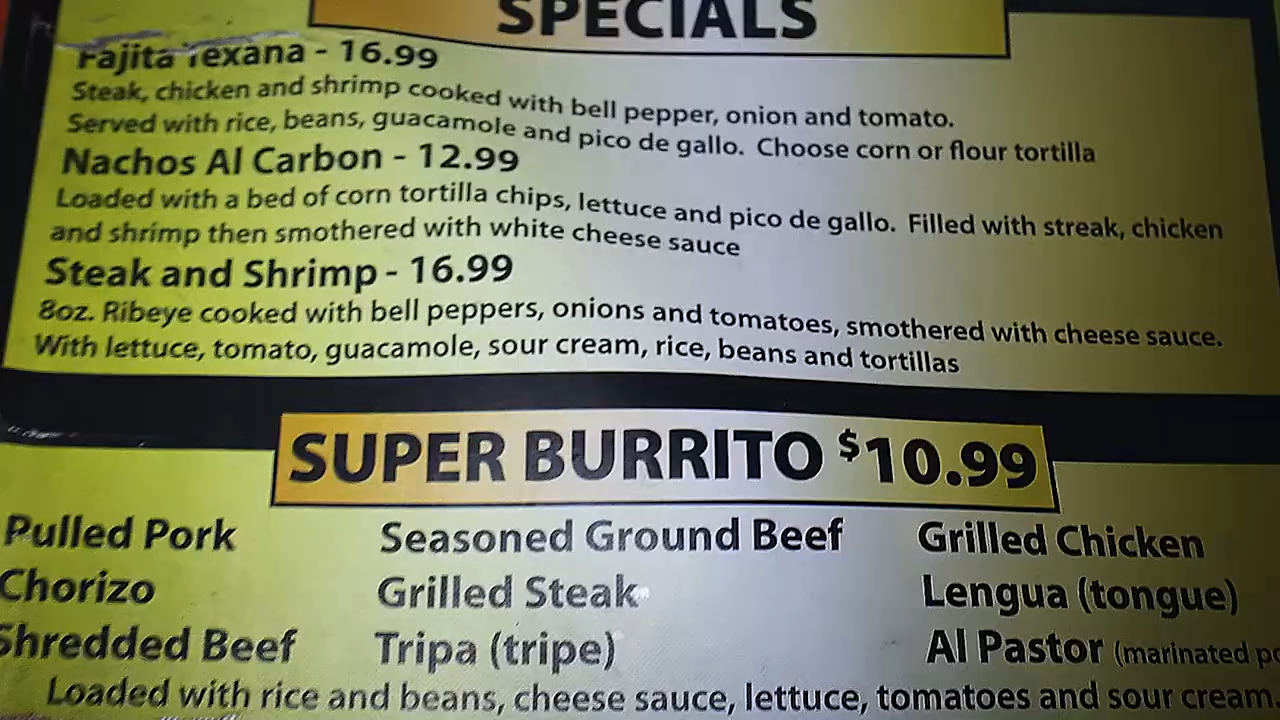 SPECIALS
Fajita Texana - 16.99
Steak, chicken and shrimp cooked with bell pepper, onion and tomato.
Served with rice, beans, guacamole and pico de gallo. Choose corn or flour tortilla
Nachos Al Carbon - 12.99
Loaded with a bed of corn tortilla chips, lettuce and pico de gallo. Filled with streak, chicken
and shrimp then smothered with white cheese sauce
Steak and Shrimp - 16.99
8oz. Ribeye cooked with bell peppers, onions and tomatoes, smothered with cheese sauce.
With lettuce, tomato, guacamole, sour cream, rice, beans and tortillas
SUPER BURRITO $10.99
Pulled Pork Seasoned Ground Beef Grilled Chicken
Chorizo Grilled Steak Lengua (tongue)
Shredded Beef Tripa (tripe) Al Pastor (marinated
Loaded with rice and beans, cheese sauce, lettuce, tomatoes and sour cream.